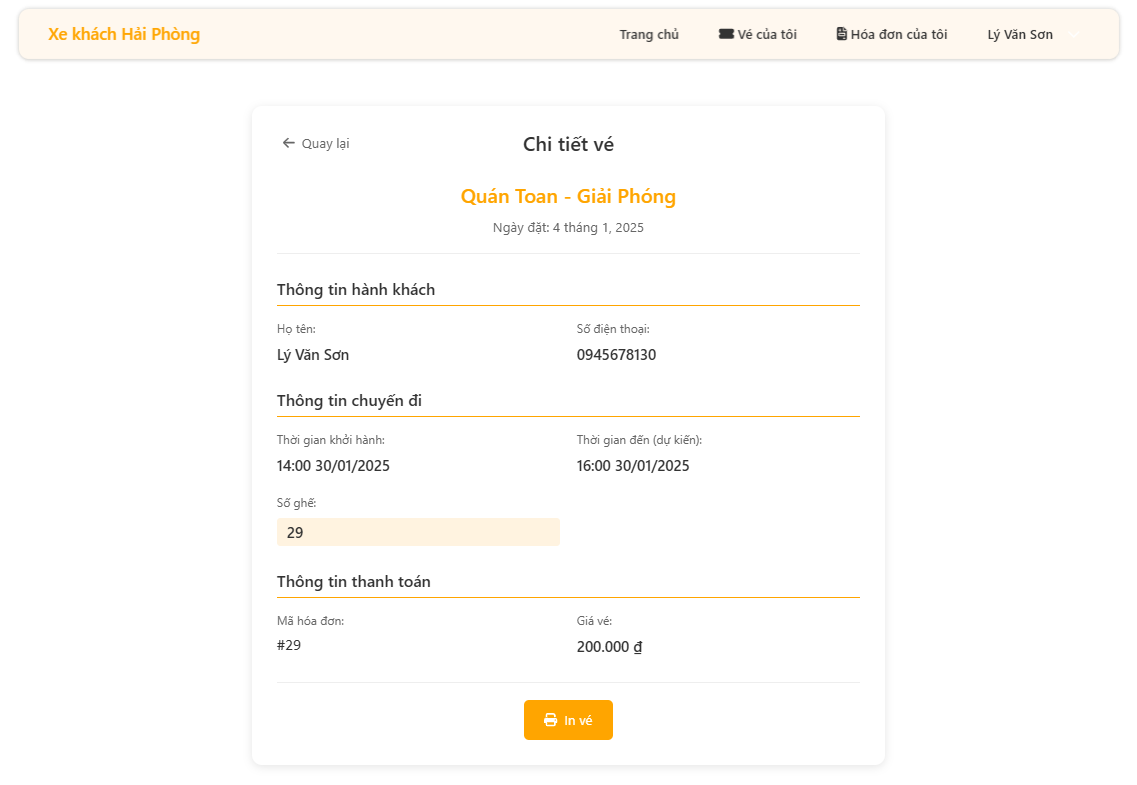 Xe khách Hải Phòng
Trang chủ
Vé của tôi
Hóa đơn của tôi
Lý Văn Sơn
Quay lại
Chi tiết vé
Quán Toan - Giải Phóng
Ngày đặt: 4 tháng 1, 2025
Thông tin hành khách
Họ tên:
Số điện thoại:
Lý Văn Sơn
0945678130
Thông tin chuyến đi
Thời gian khởi hành:
Thời gian đến (dự kiến):
14:00 30/01/2025
16:00 30/01/2025
Số ghế:
29
Thông tin thanh toán
Mã hóa đơn:
Giá vé:
#29
200.000 ₫
In vé